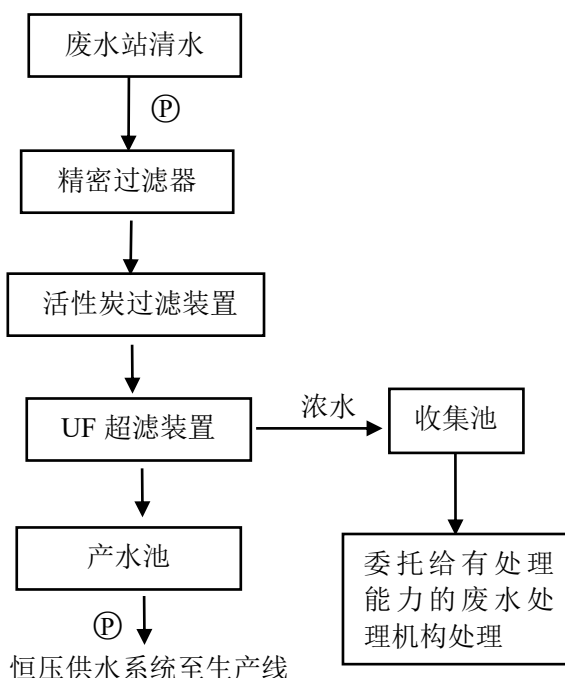 废水站清水
Ⓟ
精密过滤器
活性炭过滤装置
UF 超滤装置
浓水
收集池
产水池
委托给有处理
能力的废水处
理机构处理
Ⓟ
恒压供水系统至生产线